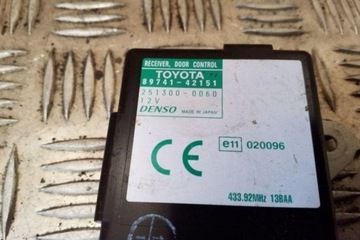 RECEIVER, DOOR CONTROL
TOYOTA
89741-42151
251300-0060
12V
DENSO MADE IN JAPAN
CE e11 020096
433.92MHz 13BAA